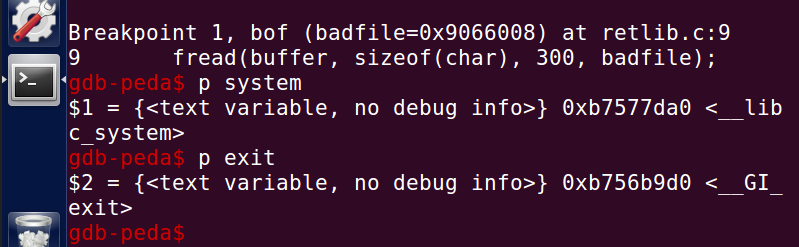 Breakpoint 1, bof (badfile=0x9066008) at retlib.c:9
9       fread(buffer, sizeof(char), 300, badfile);
gdb-peda$ p system
$1 = {<text variable, no debug info>} 0xb7577da0 <__lib
c_system>
gdb-peda$ p exit
$2 = {<text variable, no debug info>} 0xb756b9d0 <__GI_
exit>
gdb-peda$